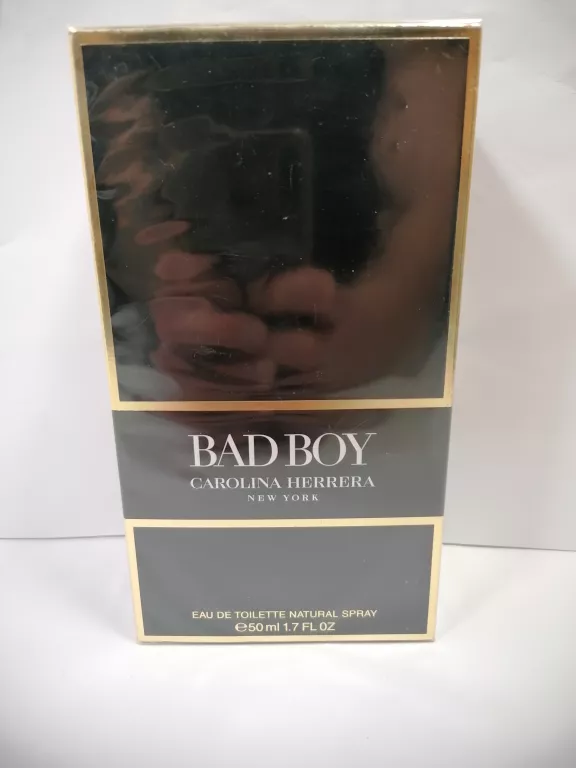 BAD BOY
CAROLINA HERRERA
NEW YORK
EAU DE TOILETTE NATURAL SPRAY
℮50 ml 1.7 FL OZ